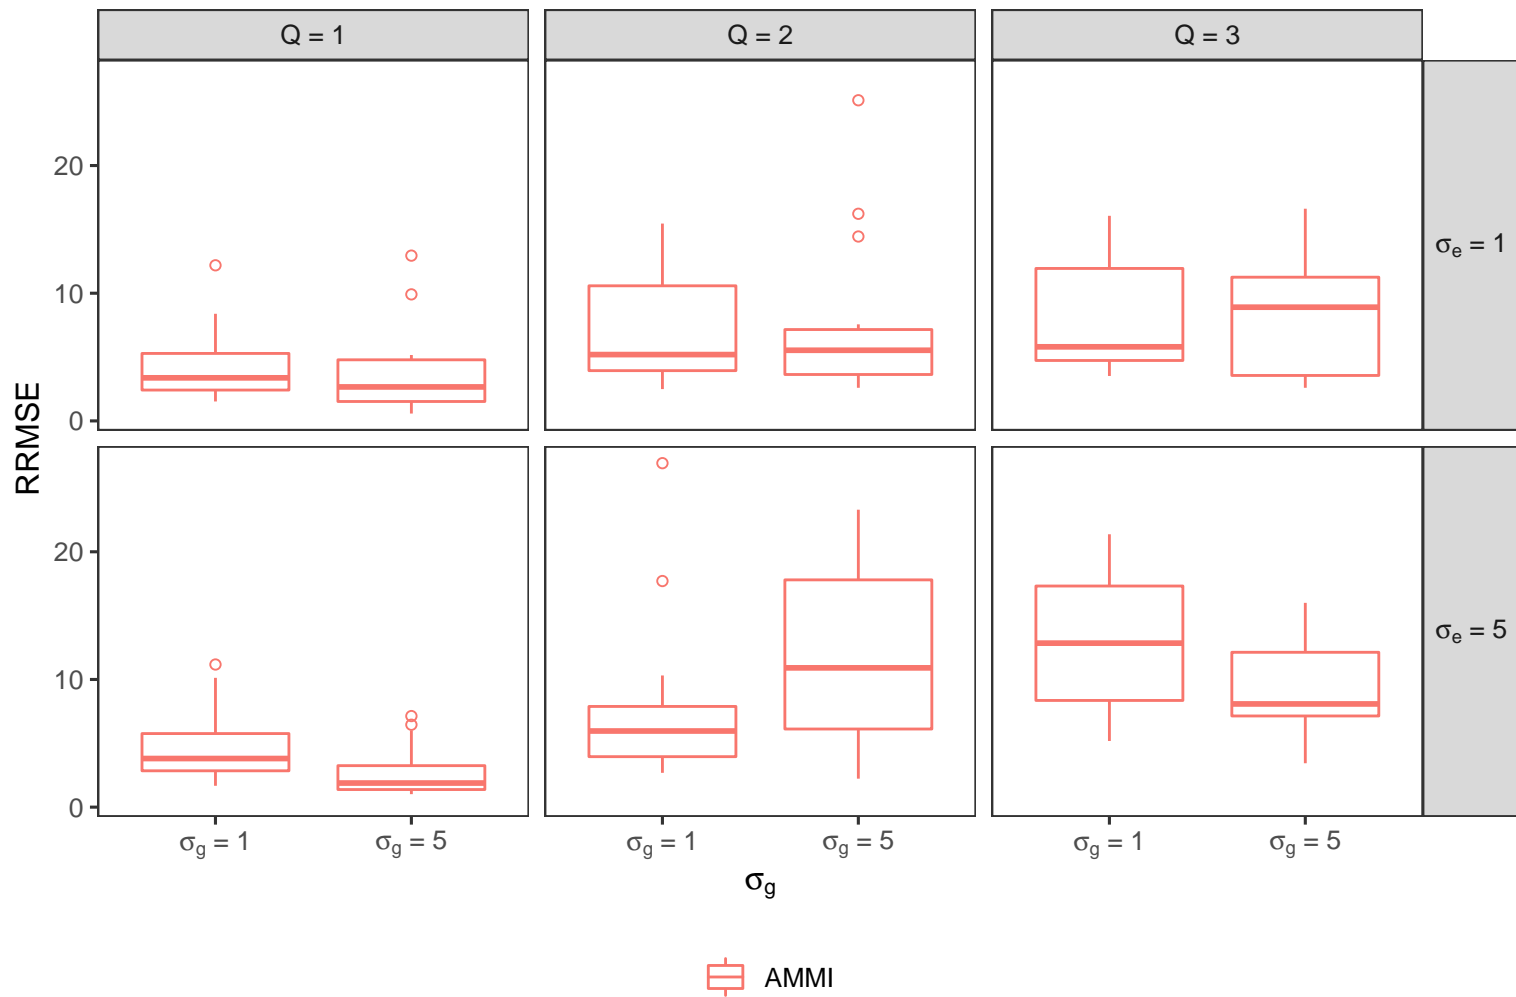 Q = 1
Q = 2
Q = 3
20
10
0
σe = 1
RRMSE
20
10
0
σe = 5
σg = 1
σg = 5
σg = 1
σg = 5
σg = 1
σg = 5
σg
AMMI